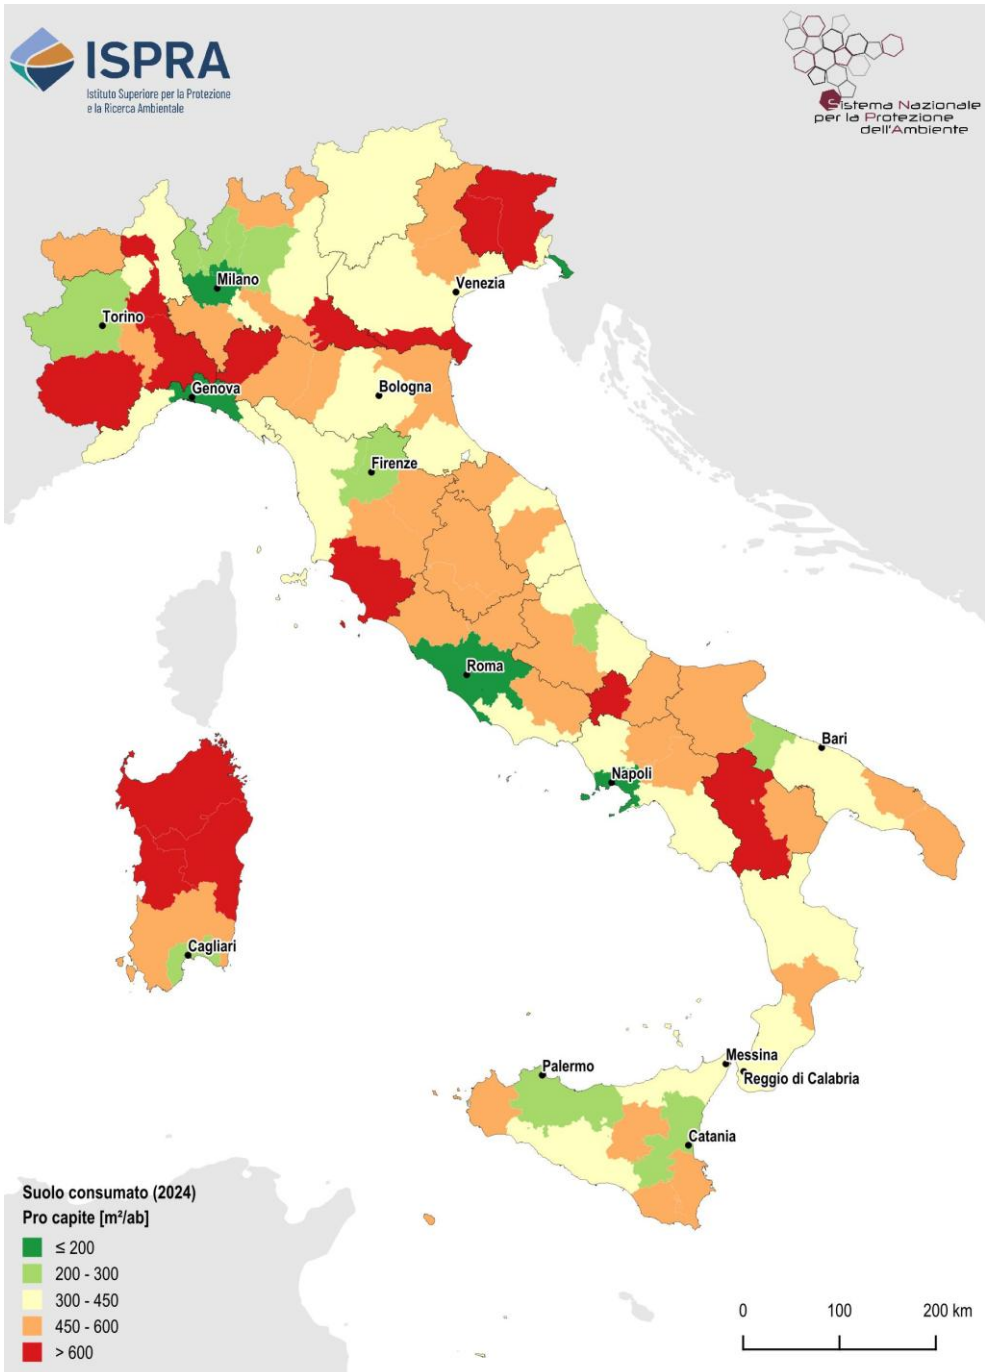 ISPRA
Istituto Superiore per la Protezione
e la Ricerca Ambientale
Sistema Nazionale
per la Protezione
dell'Ambiente
Milano
Venezia
Torino
Genova
Bologna
Firenze
Roma
Bari
Napoli
Cagliari
Messina
Palermo
Reggio di Calabria
Catania
Suolo consumato (2024)
Pro capite [m²/ab]
≤ 200
200 - 300
300 - 450
450 - 600
> 600
0 100 200 km